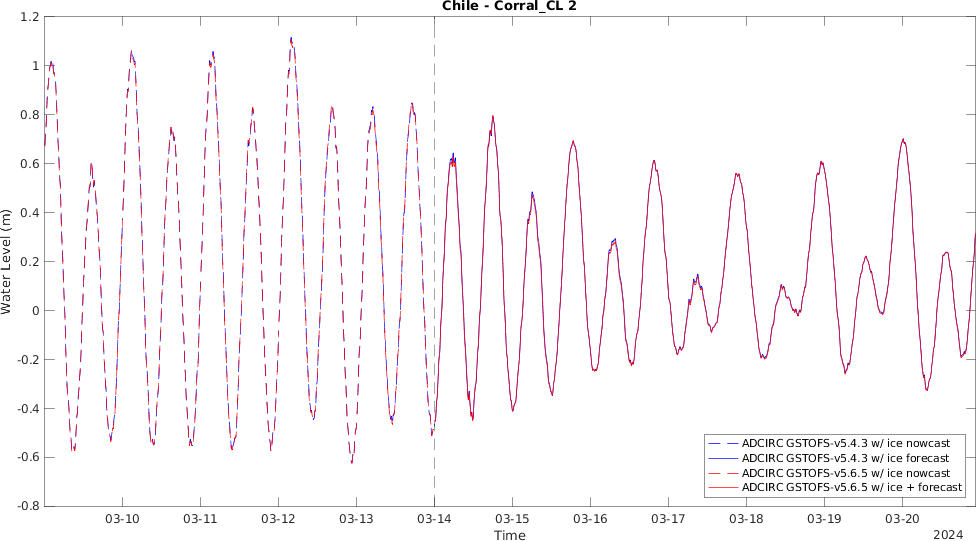 Chile - Corral_CL 2
1.2
1
0.8
0.6
0.4
0.2
0
-0.2
-0.4
-0.6
-0.8
Water Level (m)
ADCIRC GSTOFS-v5.4.3 w/ ice nowcast
ADCIRC GSTOFS-v5.4.3 w/ ice forecast
ADCIRC GSTOFS-v5.6.5 w/ ice nowcast
ADCIRC GSTOFS-v5.6.5 w/ ice + forecast
03-10 03-11 03-12 03-13 03-14 03-15 03-16 03-17 03-18 03-19 03-20
Time
2024